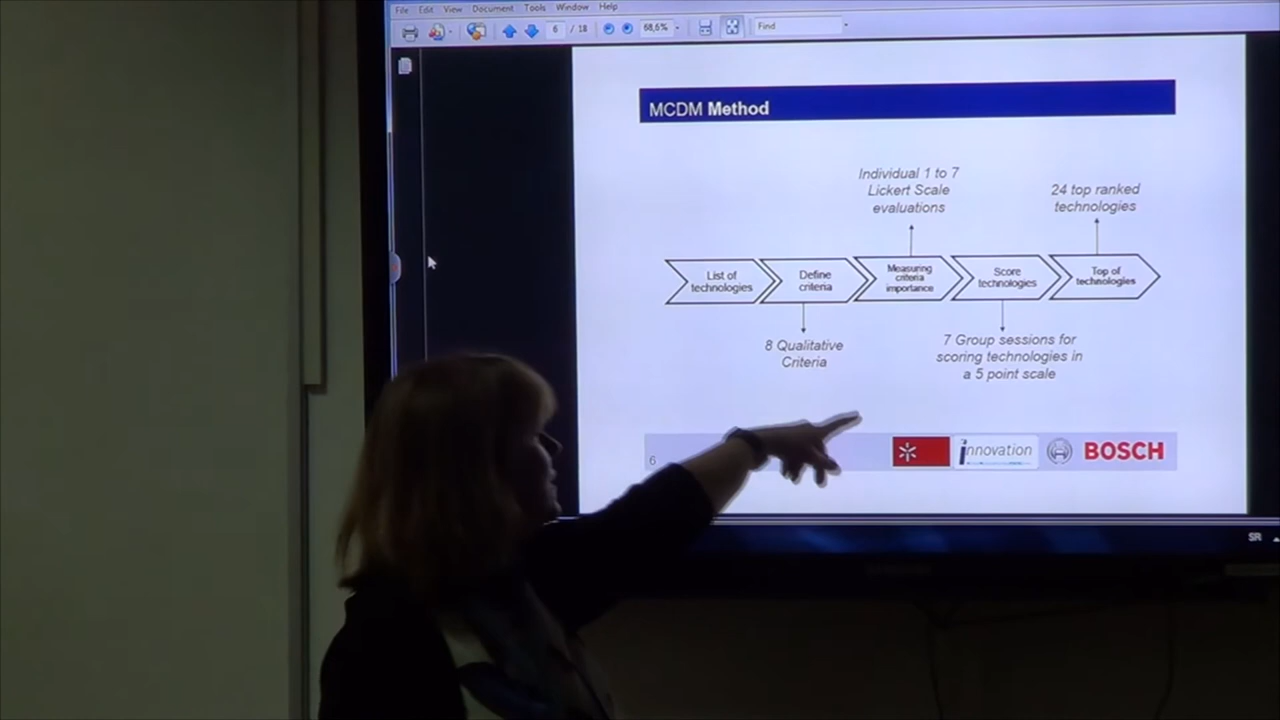 File Edit View Document Tools Window Help
6 / 18 68,6% Find
MCDM Method
Individual 1 to 7
Lickert Scale
evaluations
24 top ranked
technologies
List of
technologies
Define
criteria
Measuring
criteria
importance
Score
technologies
Top of
technologies
8 Qualitative
Criteria
7 Group sessions for
scoring technologies in
a 5 point scale
6
innovation
BOSCH
SR